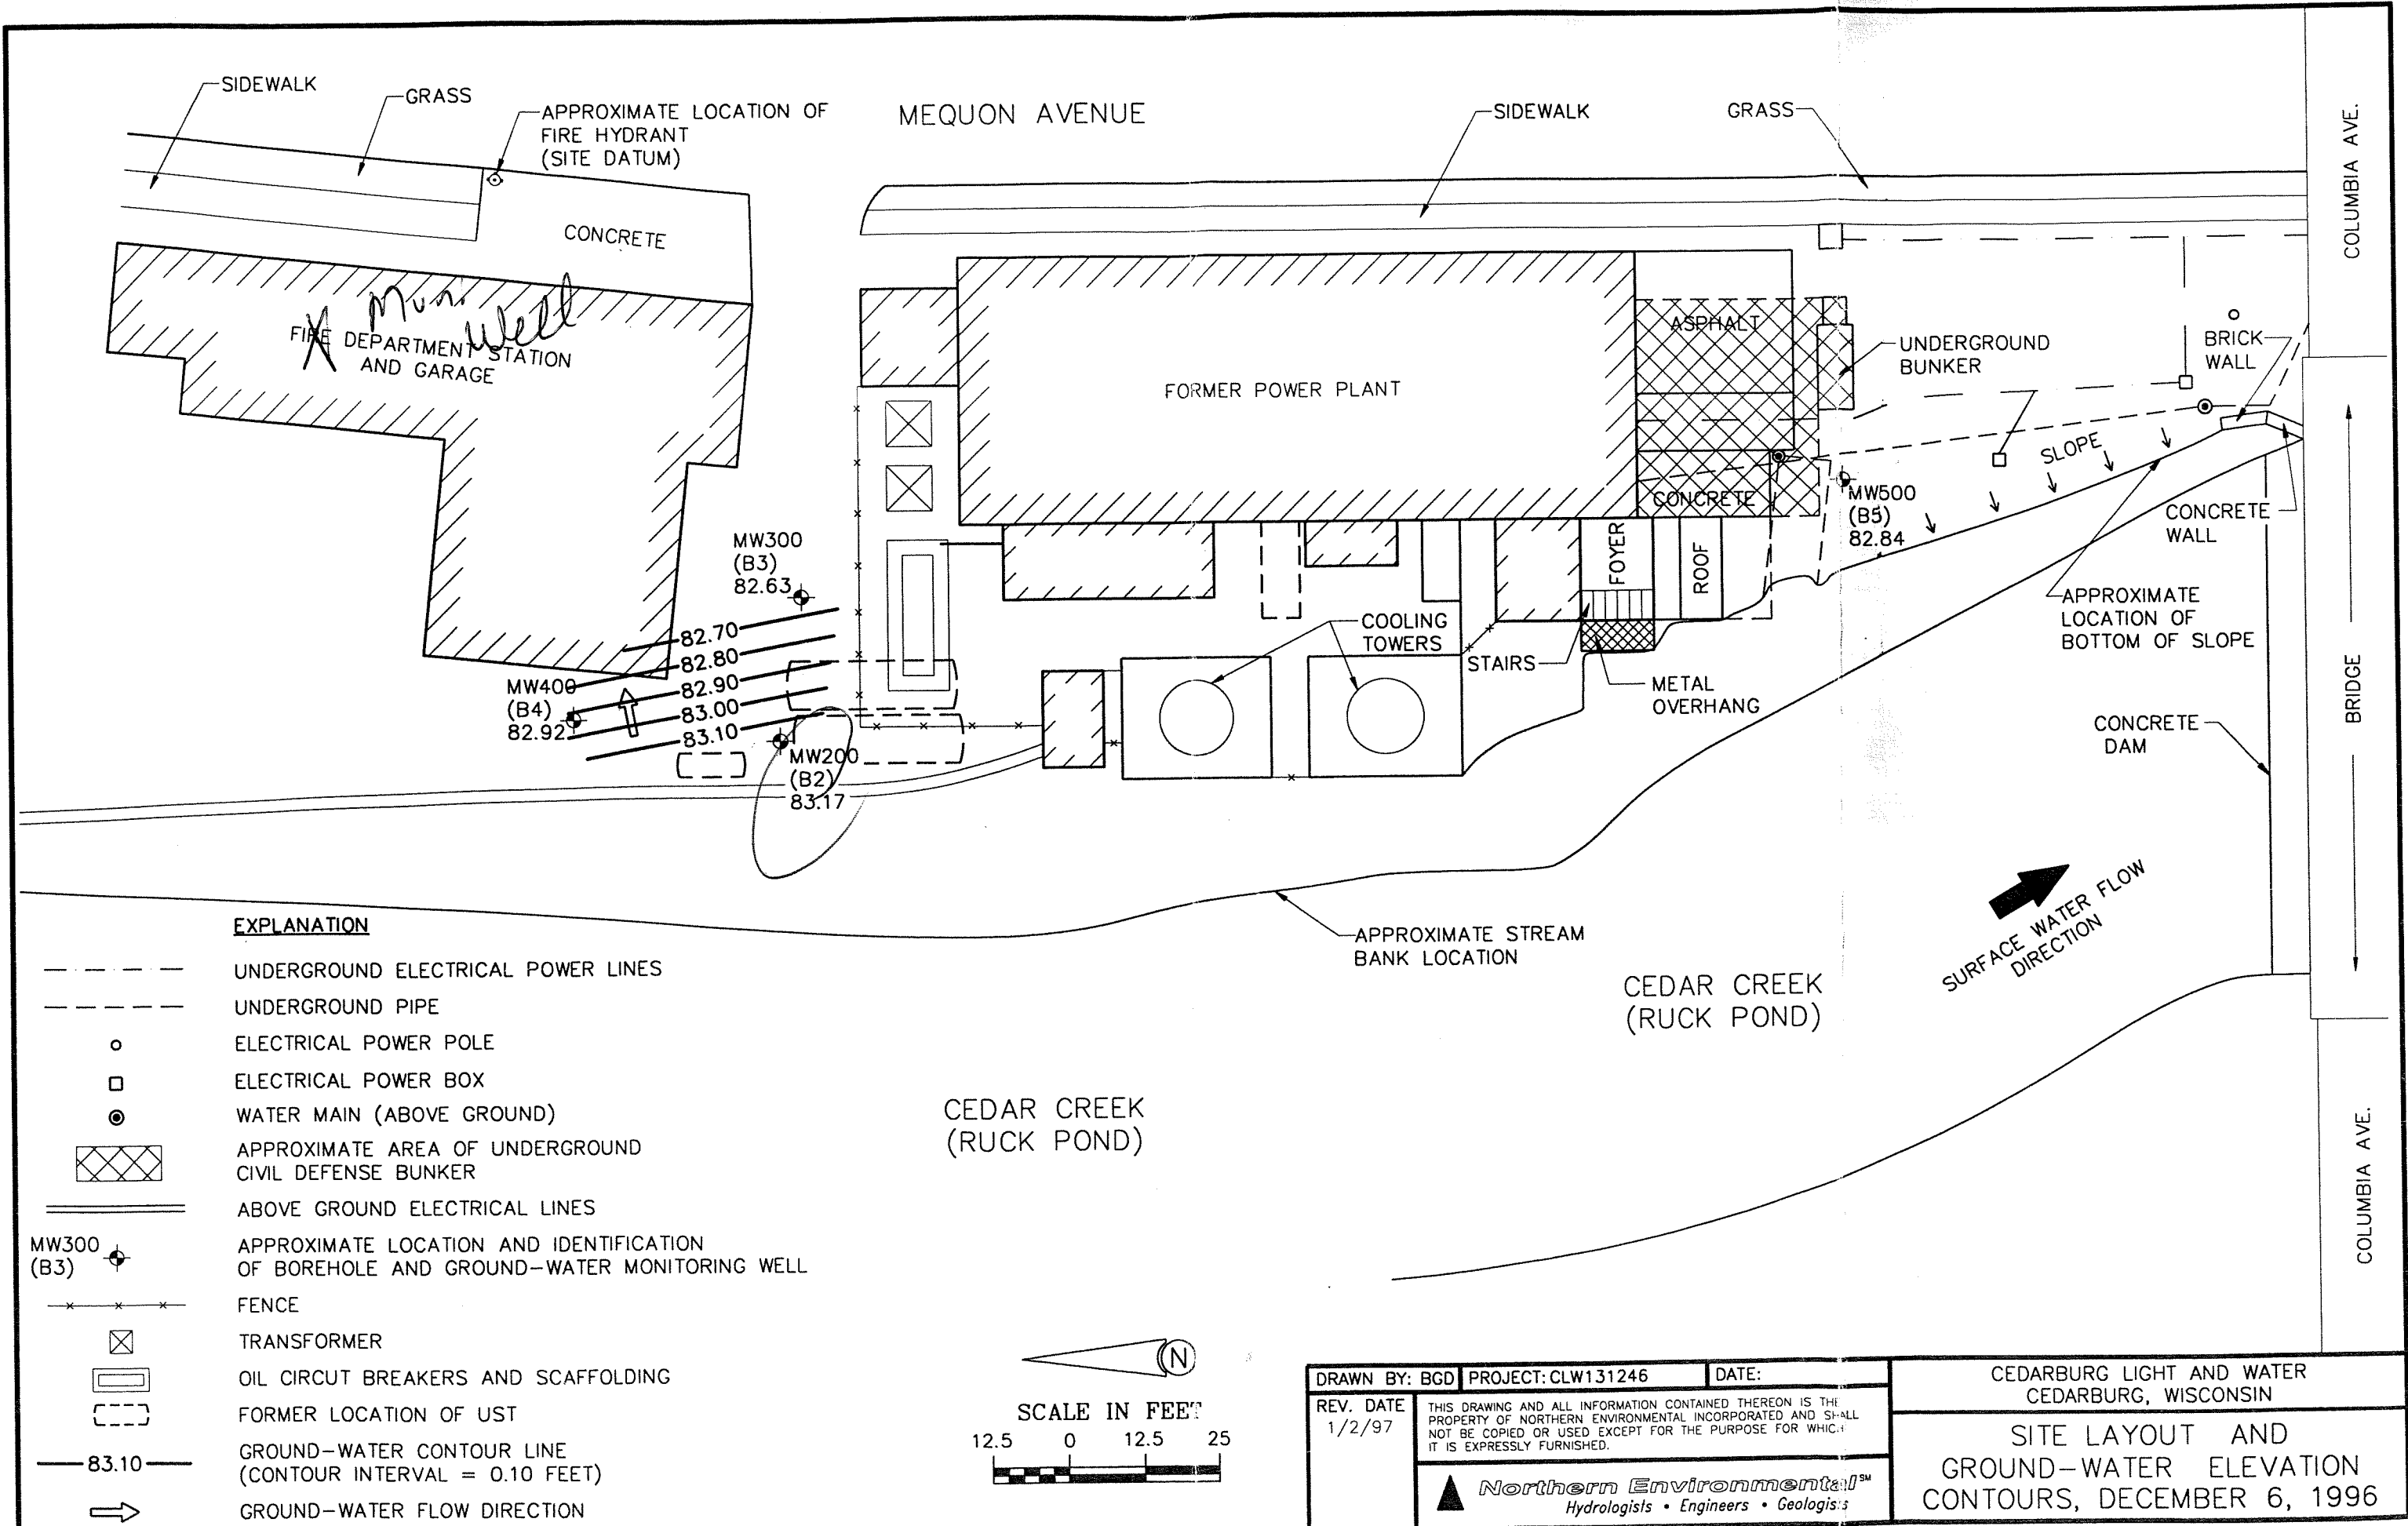 SIDEWALK
GRASS
APPROXIMATE LOCATION OF
FIRE HYDRANT
(SITE DATUM)
MEQUON AVENUE
SIDEWALK
GRASS
COLUMBIA AVE.
CONCRETE
Muni
Well
X
FIRE DEPARTMENT STATION
AND GARAGE
FORMER POWER PLANT
ASPHALT
CONCRETE
UNDERGROUND
BUNKER
BRICK
WALL
SLOPE
CONCRETE
WALL
MW500
(B5)
82.84
MW300
(B3)
82.63
FOYER
ROOF
COOLING
TOWERS
STAIRS
METAL
OVERHANG
APPROXIMATE
LOCATION OF
BOTTOM OF SLOPE
BRIDGE
CONCRETE
DAM
82.70
82.80
82.90
83.00
83.10
MW400
(B4)
82.92
MW200
(B2)
83.17
APPROXIMATE STREAM
BANK LOCATION
SURFACE WATER FLOW
DIRECTION
CEDAR CREEK
(RUCK POND)
CEDAR CREEK
(RUCK POND)
COLUMBIA AVE.
EXPLANATION
UNDERGROUND ELECTRICAL POWER LINES
UNDERGROUND PIPE
ELECTRICAL POWER POLE
ELECTRICAL POWER BOX
WATER MAIN (ABOVE GROUND)
APPROXIMATE AREA OF UNDERGROUND
CIVIL DEFENSE BUNKER
ABOVE GROUND ELECTRICAL LINES
MW300
(B3)
APPROXIMATE LOCATION AND IDENTIFICATION
OF BOREHOLE AND GROUND-WATER MONITORING WELL
FENCE
TRANSFORMER
OIL CIRCUT BREAKERS AND SCAFFOLDING
FORMER LOCATION OF UST
83.10
GROUND-WATER CONTOUR LINE
(CONTOUR INTERVAL = 0.10 FEET)
GROUND-WATER FLOW DIRECTION
N
SCALE IN FEET
12.5 0 12.5 25
DRAWN BY: BGD PROJECT: CLW131246 DATE:
REV. DATE
1/2/97
THIS DRAWING AND ALL INFORMATION CONTAINED THEREON IS THE
PROPERTY OF NORTHERN ENVIRONMENTAL INCORPORATED AND SHALL
NOT BE COPIED OR USED EXCEPT FOR THE PURPOSE FOR WHICH
IT IS EXPRESSLY FURNISHED.
Northern Environmental SM
Hydrologists • Engineers • Geologists
CEDARBURG LIGHT AND WATER
CEDARBURG, WISCONSIN
SITE LAYOUT AND
GROUND-WATER ELEVATION
CONTOURS, DECEMBER 6, 1996